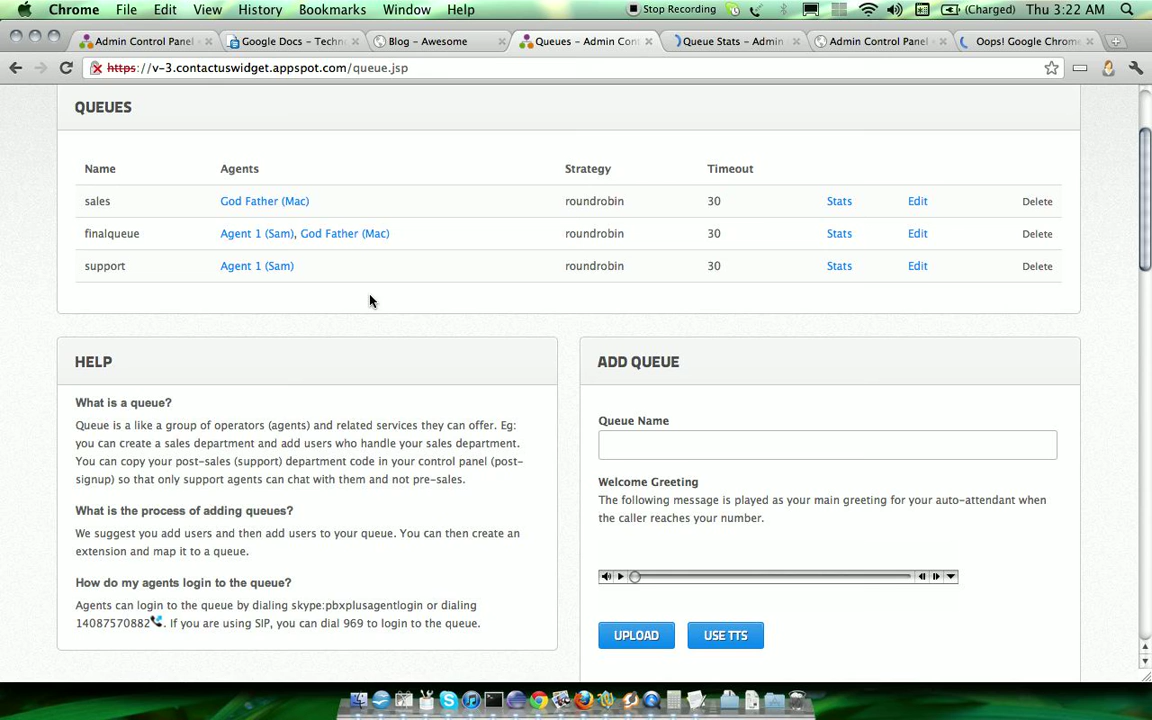 Chrome File Edit View History Bookmarks Window Help Stop Recording (Charged) Thu 3:22 AM
Admin Control Panel Google Docs - Techn Blog - Awesome Queues - Admin Con Queue Stats - Admin Admin Control Panel Oops! Google Chrom
https://v-3.contactuswidget.appspot.com/queue.jsp
QUEUES
Name Agents Strategy Timeout
sales God Father (Mac) roundrobin 30 Stats Edit Delete
finalqueue Agent 1 (Sam), God Father (Mac) roundrobin 30 Stats Edit Delete
support Agent 1 (Sam) roundrobin 30 Stats Edit Delete
HELP
What is a queue?
Queue is a like a group of operators (agents) and related services they can offer. Eg:
you can create a sales department and add users who handle your sales department.
You can copy your post-sales (support) department code in your control panel (post-
signup) so that only support agents can chat with them and not pre-sales.
What is the process of adding queues?
We suggest you add users and then add users to your queue. You can then create an
extension and map it to a queue.
How do my agents login to the queue?
Agents can login to the queue by dialing skype:pbxplusagentlogin or dialing
14087570882. If you are using SIP, you can dial 969 to login to the queue.
ADD QUEUE
Queue Name
Welcome Greeting
The following message is played as your main greeting for your auto-attendant when
the caller reaches your number.
UPLOAD USE TTS